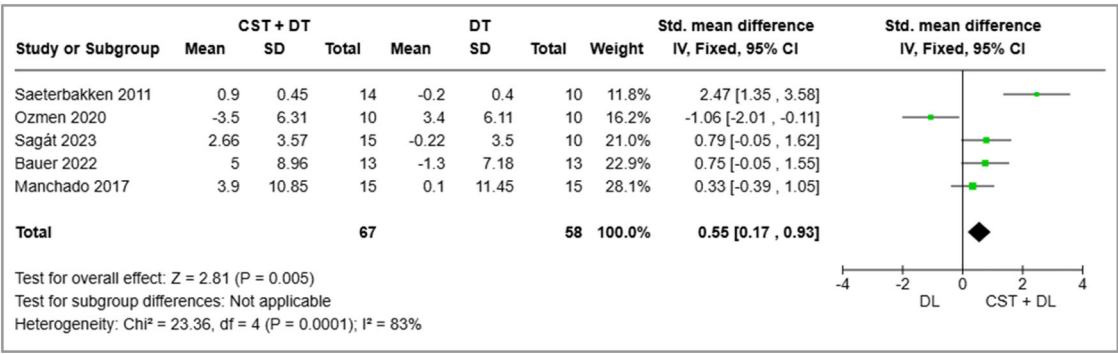 CST + DT DT Std. mean difference Std. mean difference
Study or Subgroup Mean SD Total Mean SD Total Weight IV, Fixed, 95% CI IV, Fixed, 95% CI
Saeterbakken 2011 0.9 0.45 14 -0.2 0.4 10 11.8% 2.47 [1.35 , 3.58]
Ozmen 2020 -3.5 6.31 10 3.4 6.11 10 16.2% -1.06 [-2.01 , -0.11]
Sagát 2023 2.66 3.57 15 -0.22 3.5 10 21.0% 0.79 [-0.05 , 1.62]
Bauer 2022 5 8.96 13 -1.3 7.18 13 22.9% 0.75 [-0.05 , 1.55]
Manchado 2017 3.9 10.85 15 0.1 11.45 15 28.1% 0.33 [-0.39 , 1.05]
Total 67 58 100.0% 0.55 [0.17 , 0.93]
Test for overall effect: Z = 2.81 (P = 0.005)
Test for subgroup differences: Not applicable
Heterogeneity: Chi² = 23.36, df = 4 (P = 0.0001); I² = 83%
-4 -2 0 2 4
DL CST + DL